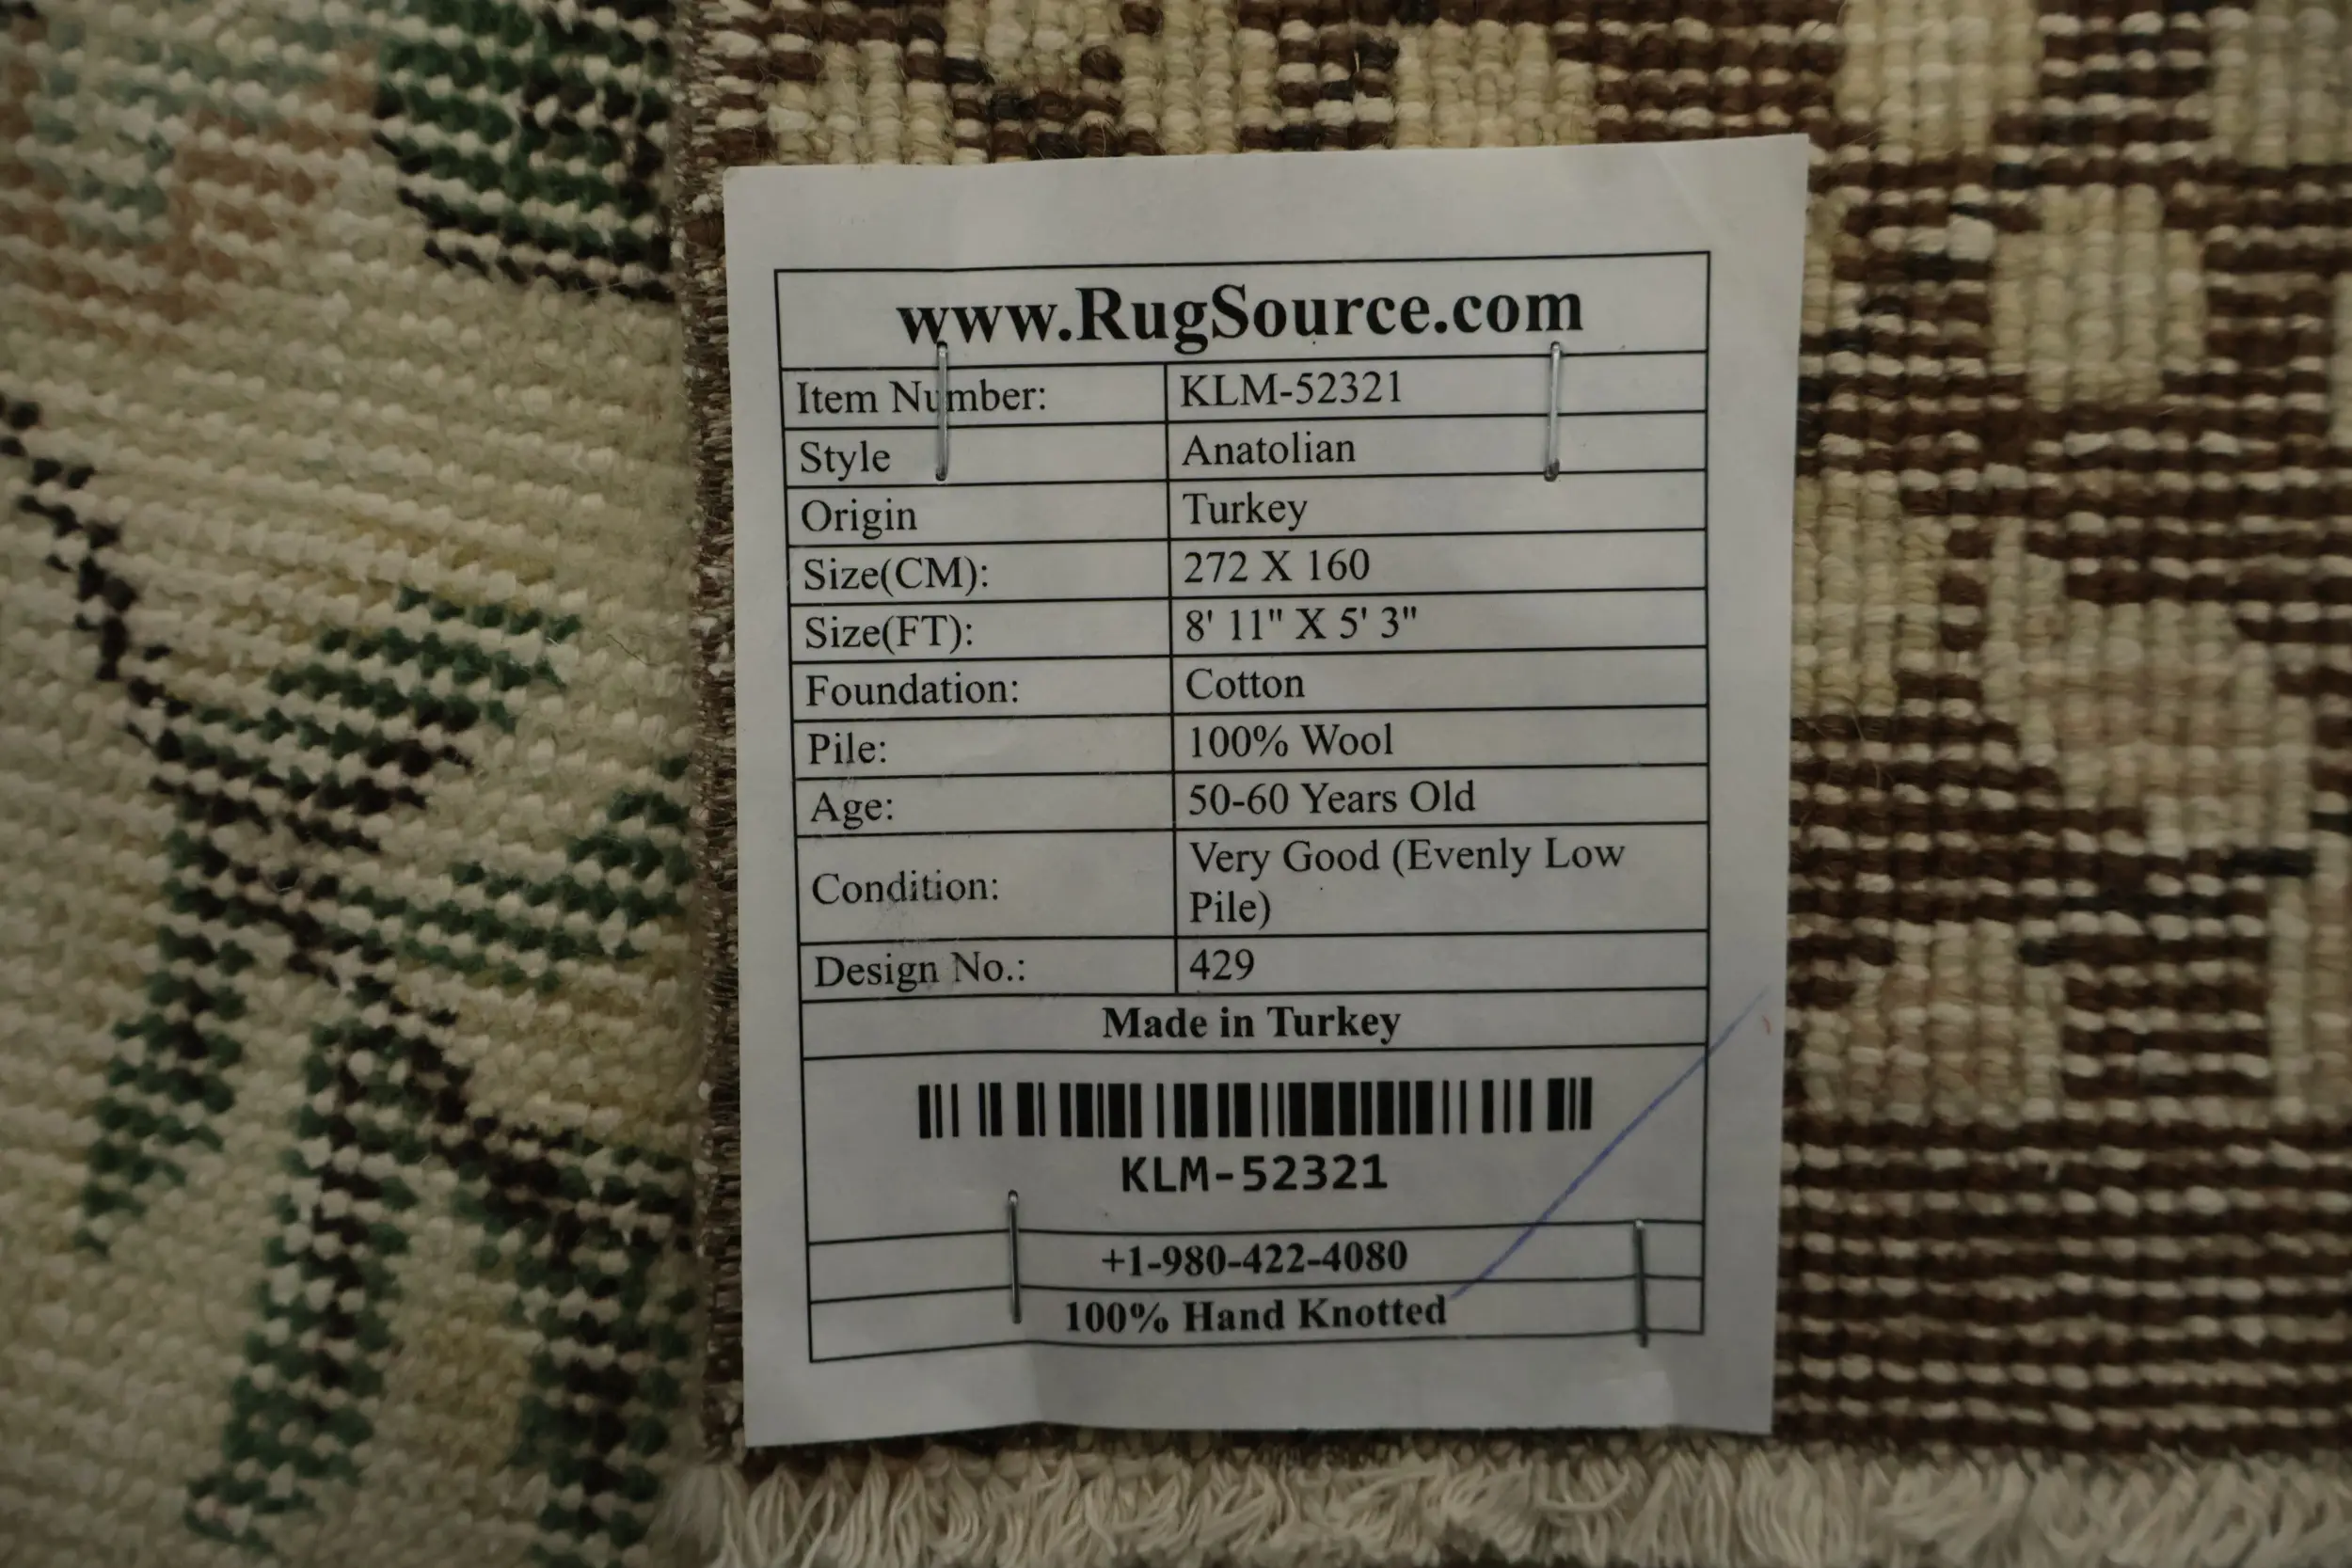 www.RugSource.com
Item Number: KLM-52321
Style Anatolian
Origin Turkey
Size(CM): 272 X 160
Size(FT): 8' 11" X 5' 3"
Foundation: Cotton
Pile: 100% Wool
Age: 50-60 Years Old
Condition: Very Good (Evenly Low
Pile)
Design No.: 429
Made in Turkey
KLM-52321
+1-980-422-4080
100% Hand Knotted